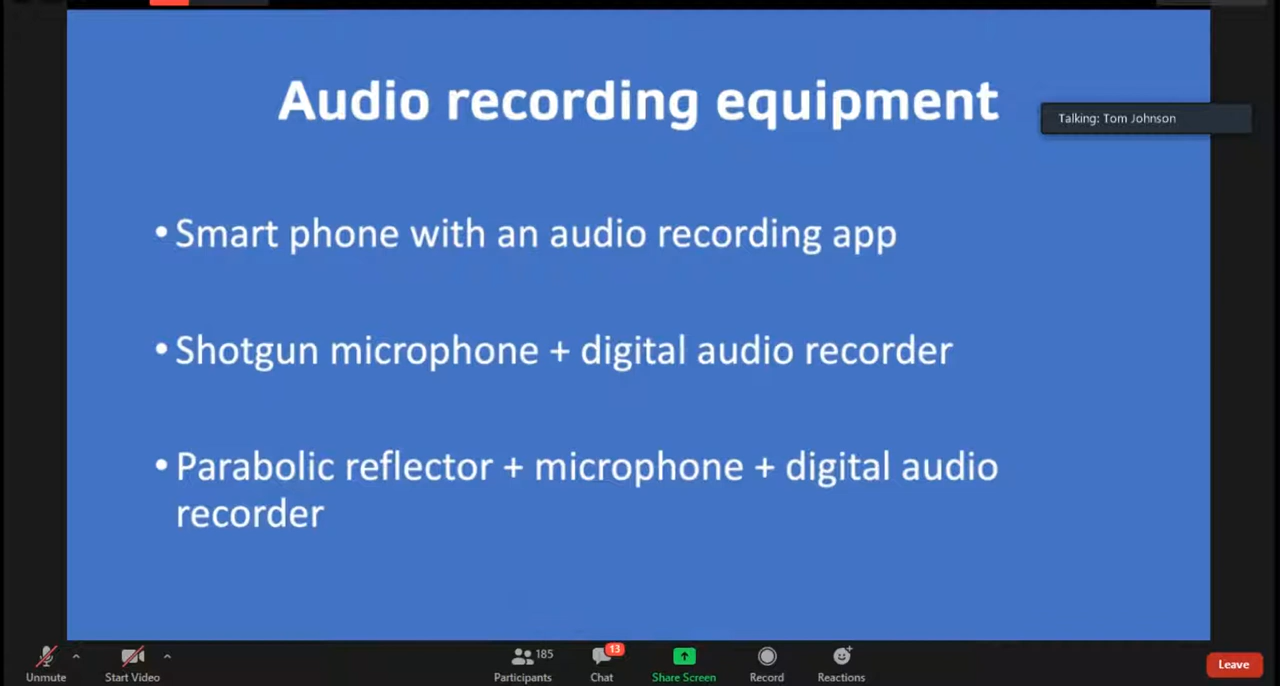 Audio recording equipment
Talking: Tom Johnson
• Smart phone with an audio recording app
• Shotgun microphone + digital audio recorder
• Parabolic reflector + microphone + digital audio
recorder
185
13
Unmute
Start Video
Participants
Chat
Share Screen
Record
Reactions
Leave